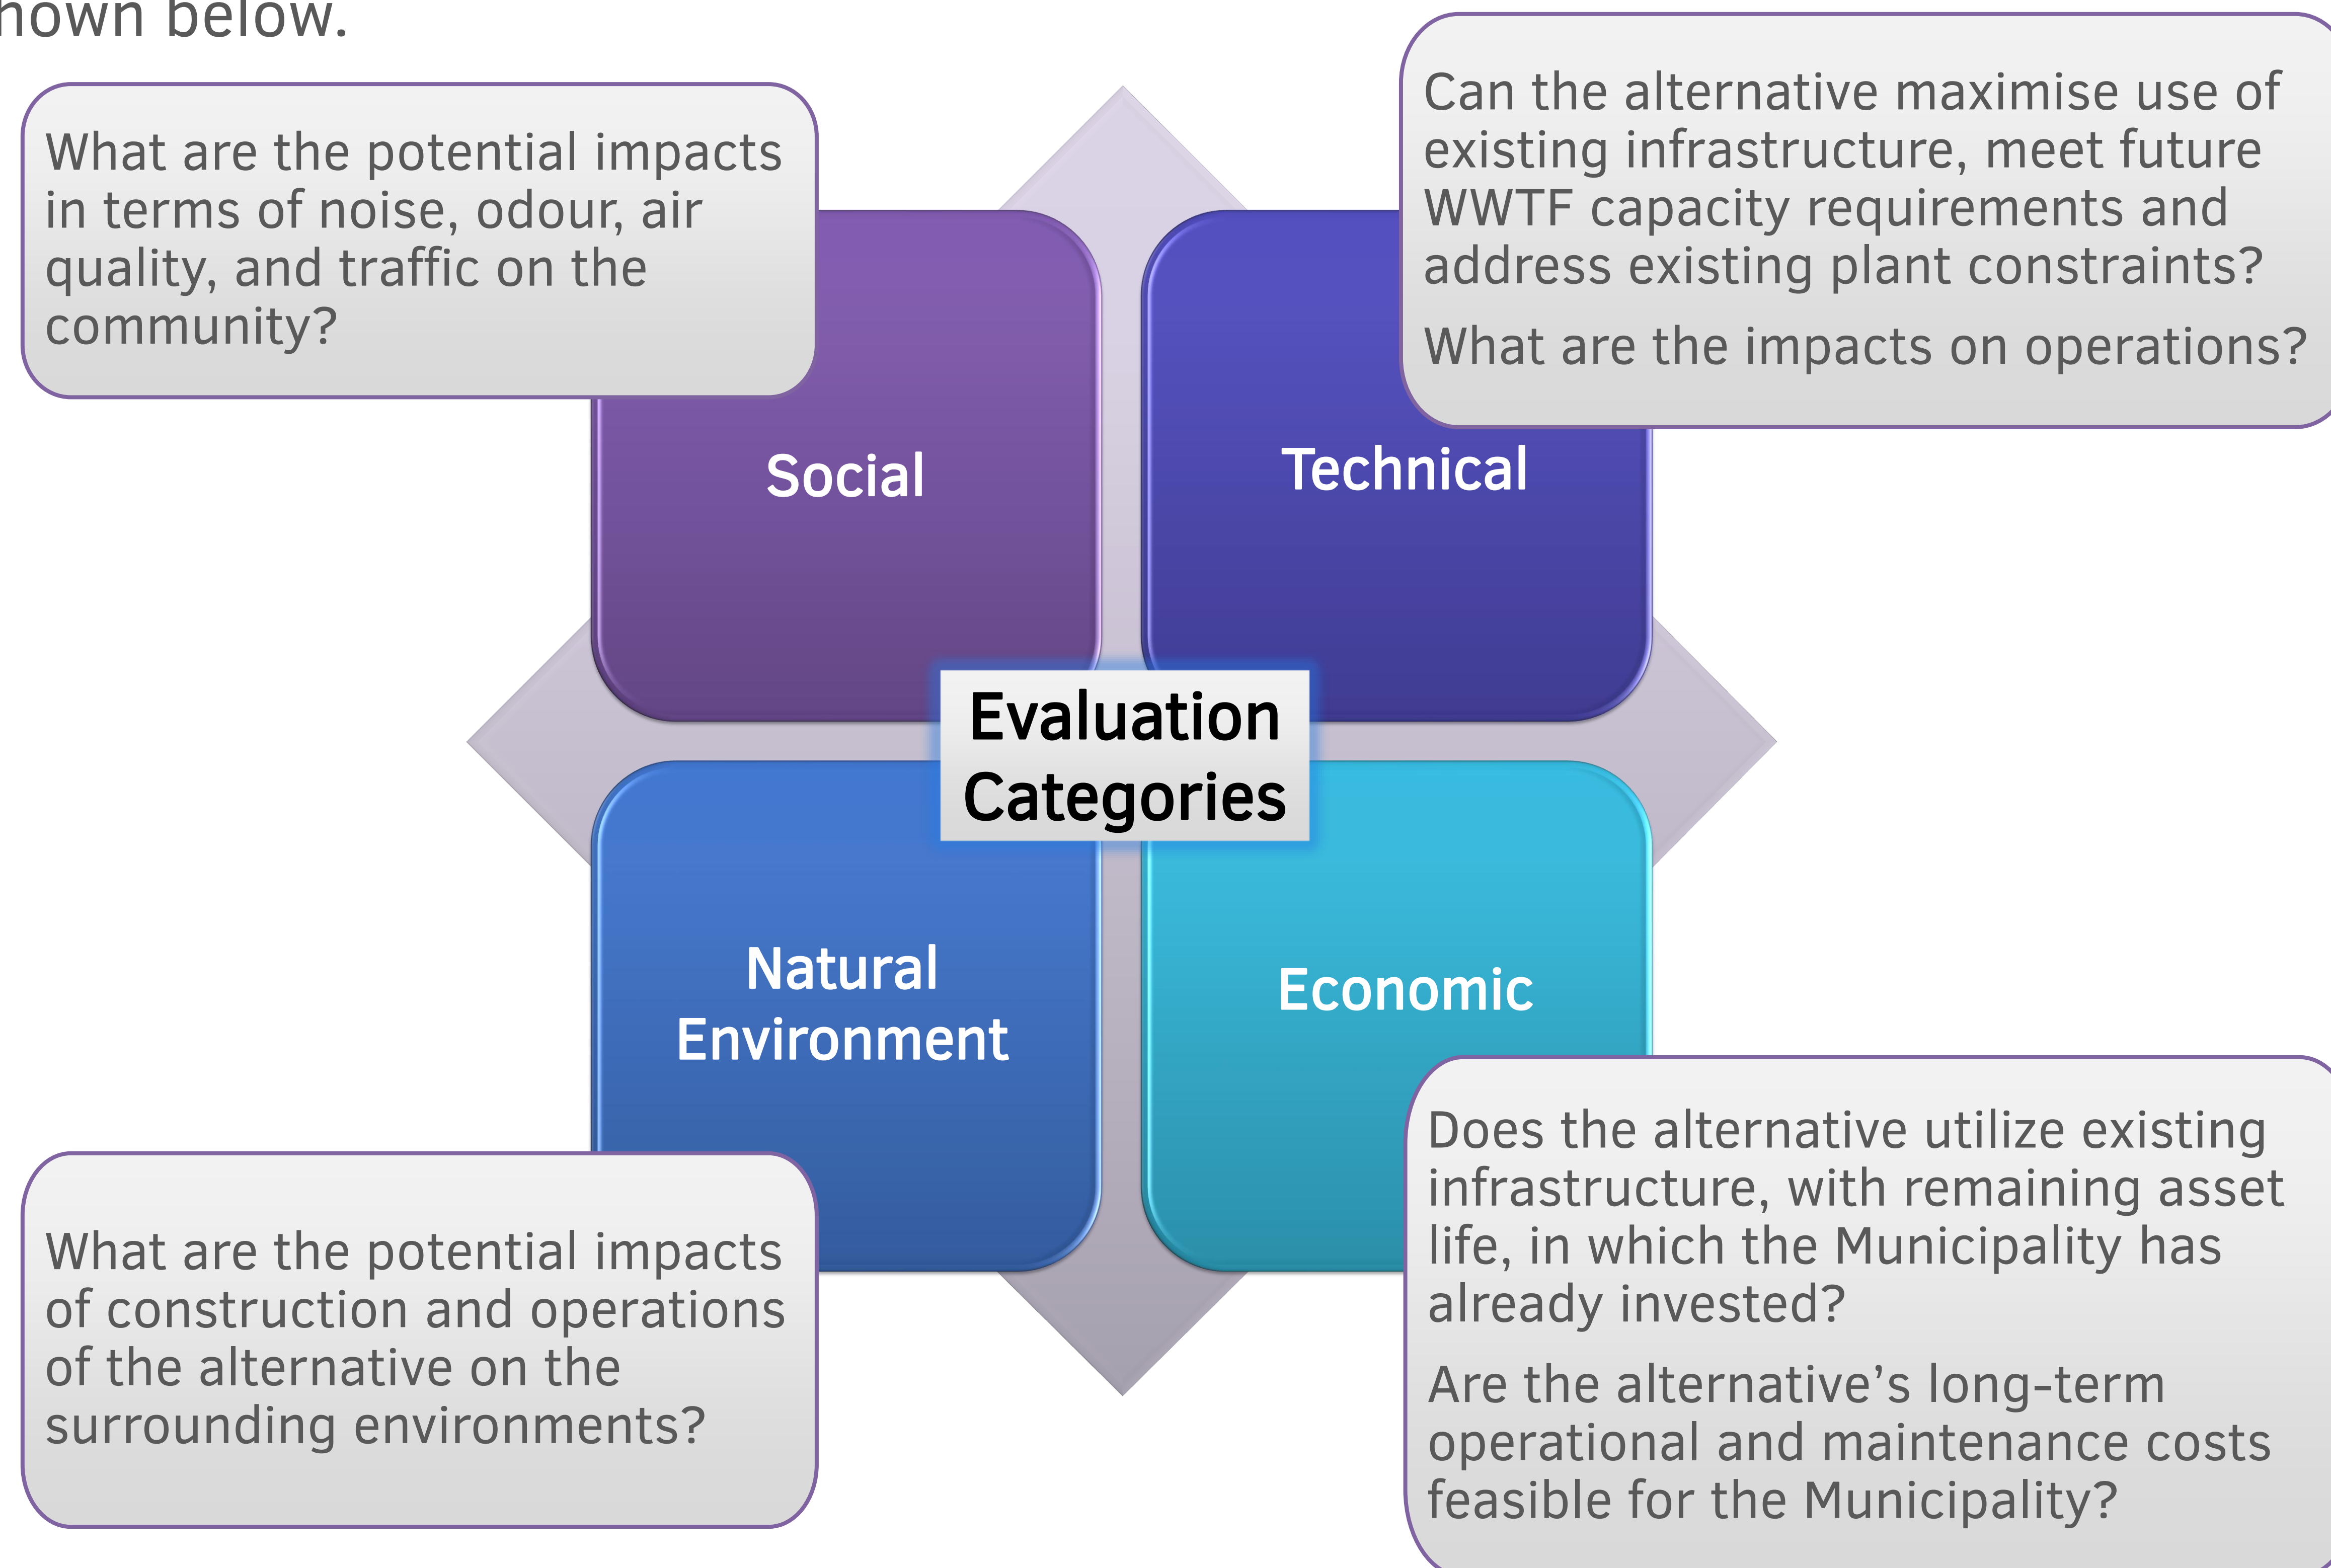 hown below.
What are the potential impacts
in terms of noise, odour, air
quality, and traffic on the
community?
Can the alternative maximise use of
existing infrastructure, meet future
WWTF capacity requirements and
address existing plant constraints?
What are the impacts on operations?
Social
Technical
Evaluation
Categories
Natural
Environment
Economic
What are the potential impacts
of construction and operations
of the alternative on the
surrounding environments?
Does the alternative utilize existing
infrastructure, with remaining asset
life, in which the Municipality has
already invested?
Are the alternative’s long-term
operational and maintenance costs
feasible for the Municipality?